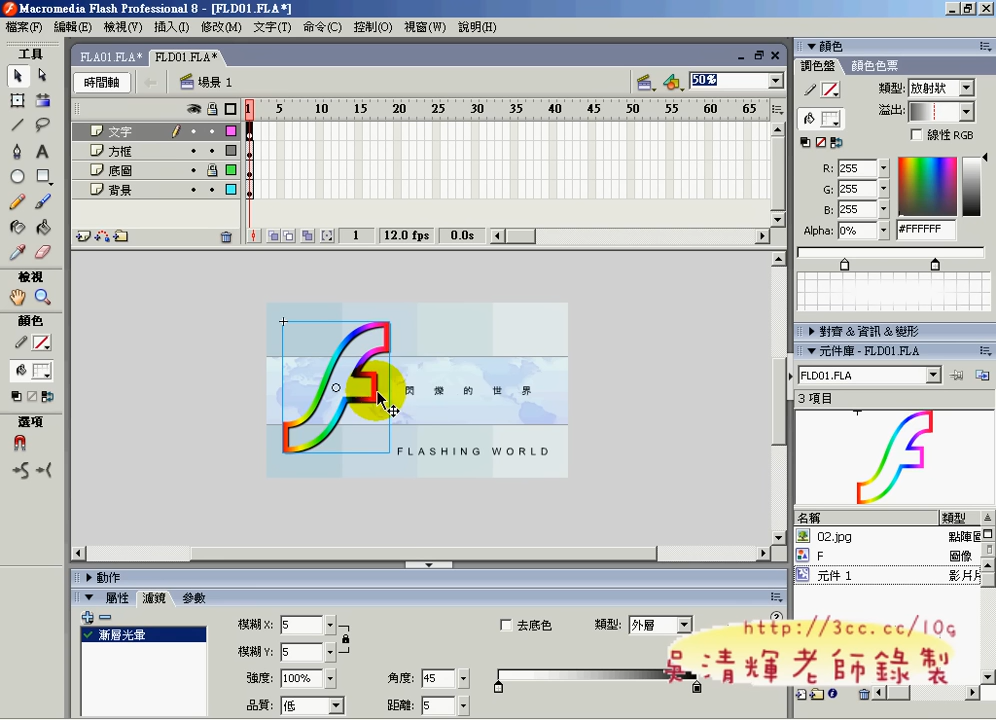 Macromedia Flash Professional 8 - [FLD01.FLA*]
檔案(F) 編輯(E) 檢視(V) 插入(I) 修改(M) 文字(T) 命令(C) 控制(O) 視窗(W) 說明(H)
工具
FLA01.FLA* FLD01.FLA*
時間軸 場景 1 50%
1 5 10 15 20 25 30 35 40 45 50 55 60 65
文字
方框
底圖
背景
1 12.0 fps 0.0s
檢視
顏色
選項
閃爍的世界
FLASHING WORLD
動作
屬性 濾鏡 參數
漸層光暈
模糊 X: 5
模糊 Y: 5
強度: 100%
品質: 低
去底色 類型: 外層
角度: 45
距離: 5
顏色
調色盤 顏色色票
類型: 放射狀
溢出:
線性 RGB
R: 255
G: 255
B: 255
Alpha: 0% #FFFFFF
對齊 & 資訊 & 變形
元件庫 - FLD01.FLA
FLD01.FLA
3 項目
名稱 類型
02.jpg 點陣圖
F 圖像
元件 1 影片片
http://3cc.cc/10g
吳清輝老師錄製